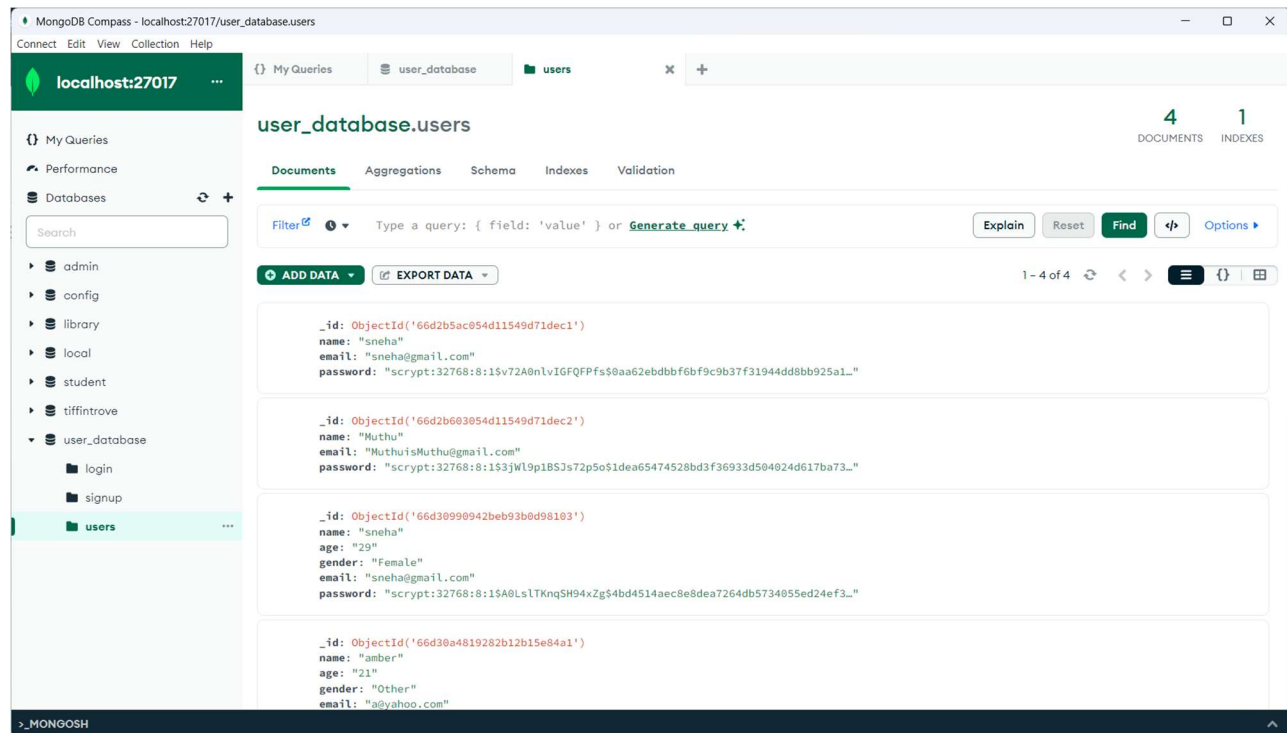 MongoDB Compass - localhost:27017/user_database.users
Connect Edit View Collection Help
localhost:27017 ...
{} My Queries
Performance
Databases
Search
admin
config
library
local
student
tiffintrove
user_database
login
signup
users ...
{} My Queries user_database users
user_database.users
4 DOCUMENTS
1 INDEXES
Documents Aggregations Schema Indexes Validation
Filter Type a query: { field: 'value' } or Generate query Explain Reset Find </> Options
ADD DATA EXPORT DATA 1 – 4 of 4 {}
_id: ObjectId('66d2b5ac054d11549d71dec1')
name: "sneha"
email: "sneha@gmail.com"
password: "scrypt:32768:8:1$v72A0nlvIGFQFPfs$0aa62ebdbbf6bf9c9b37f31944dd8bb925a1…"
_id: ObjectId('66d2b603054d11549d71dec2')
name: "Muthu"
email: "MuthuisMuthu@gmail.com"
password: "scrypt:32768:8:1$3jWl9p1BSJs72p5o$1dea65474528bd3f36933d504024d617ba73…"
_id: ObjectId('66d30990942beb93b0d98103')
name: "sneha"
age: "29"
gender: "Female"
email: "sneha@gmail.com"
password: "scrypt:32768:8:1$A0LslTKnqSH94xZg$4bd4514aec8e8dea7264db5734055ed24ef3…"
_id: ObjectId('66d30a4819282b12b15e84a1')
name: "amber"
age: "21"
gender: "Other"
email: "a@yahoo.com"
>_MONGOSH